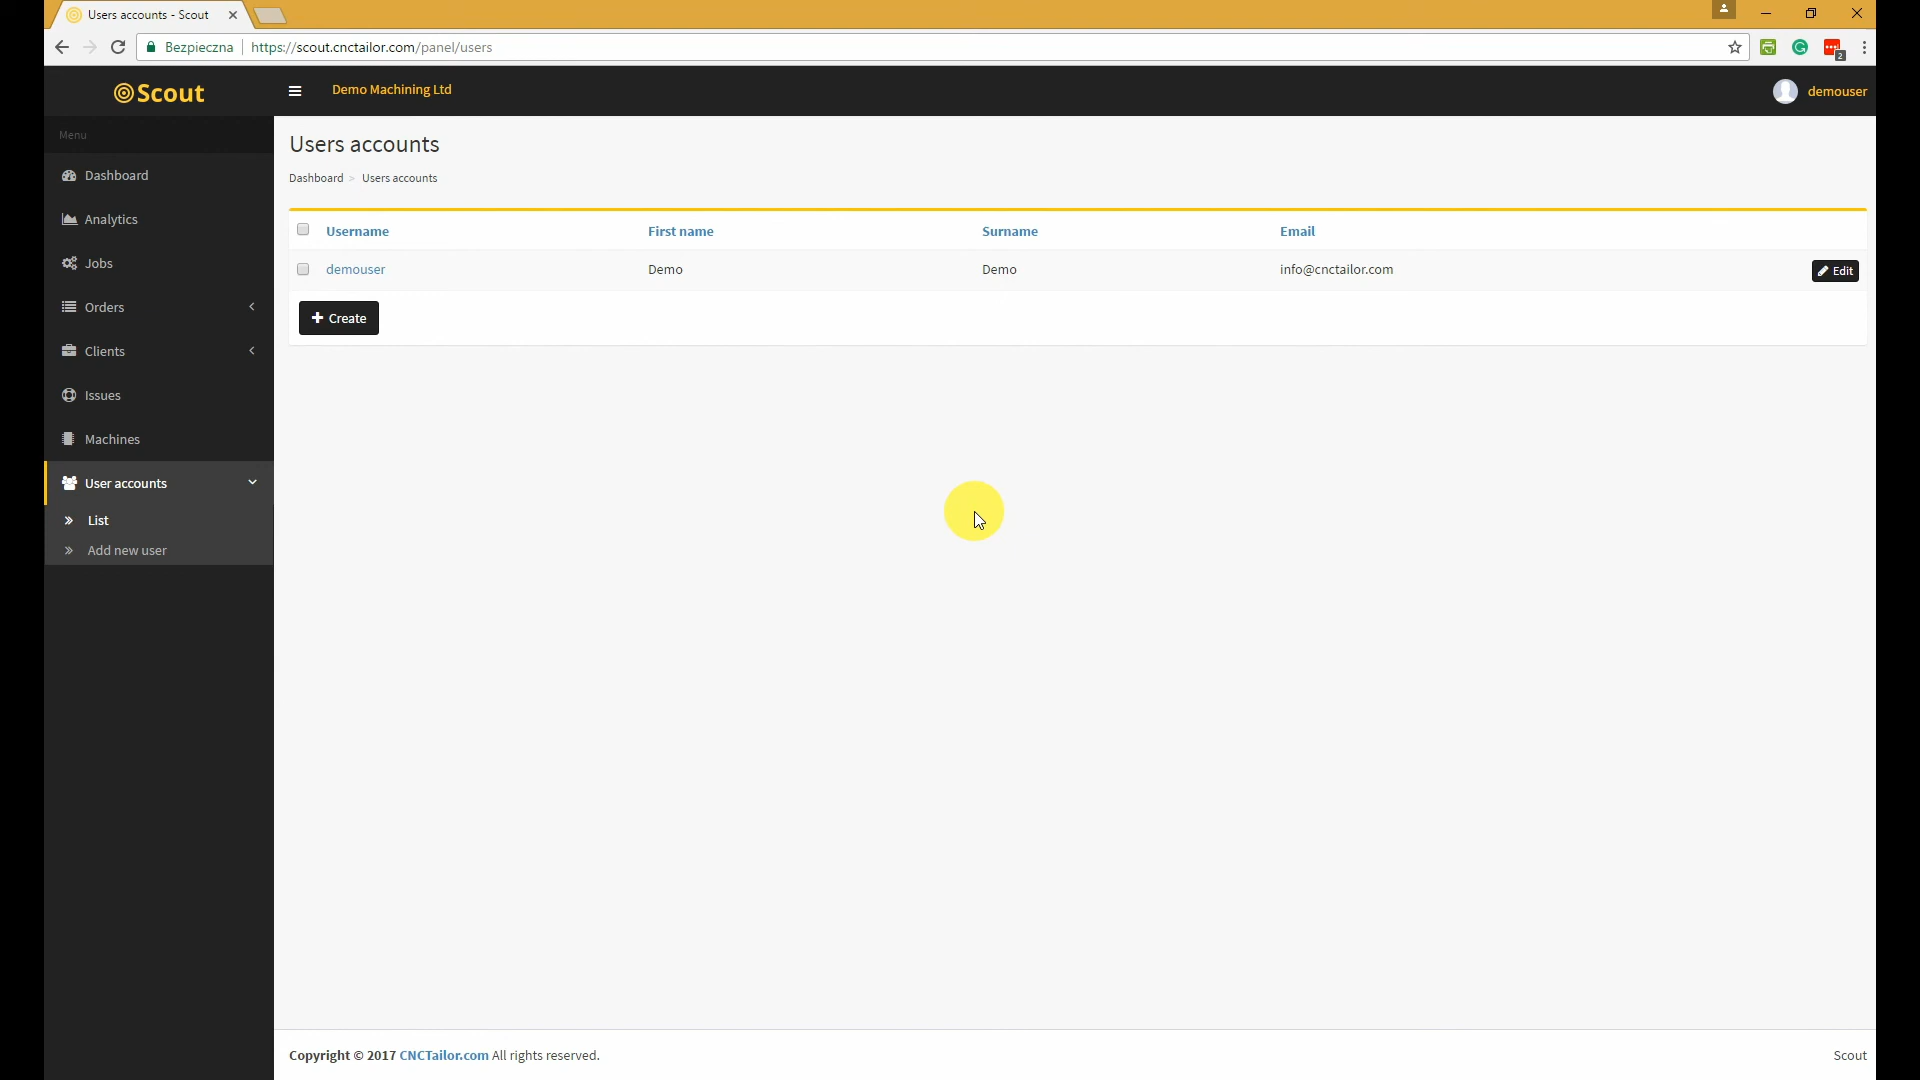 Users accounts - Scout
Bezpieczna
https://scout.cnctailor.com/panel/users
2
Scout
Demo Machining Ltd
demouser
Menu
Dashboard
Analytics
Jobs
Orders
Clients
Issues
Machines
User accounts
List
Add new user
Users accounts
Dashboard > Users accounts
Username First name Surname Email
demouser Demo Demo info@cnctailor.com Edit
Create
Copyright © 2017 CNCTailor.com All rights reserved.
Scout